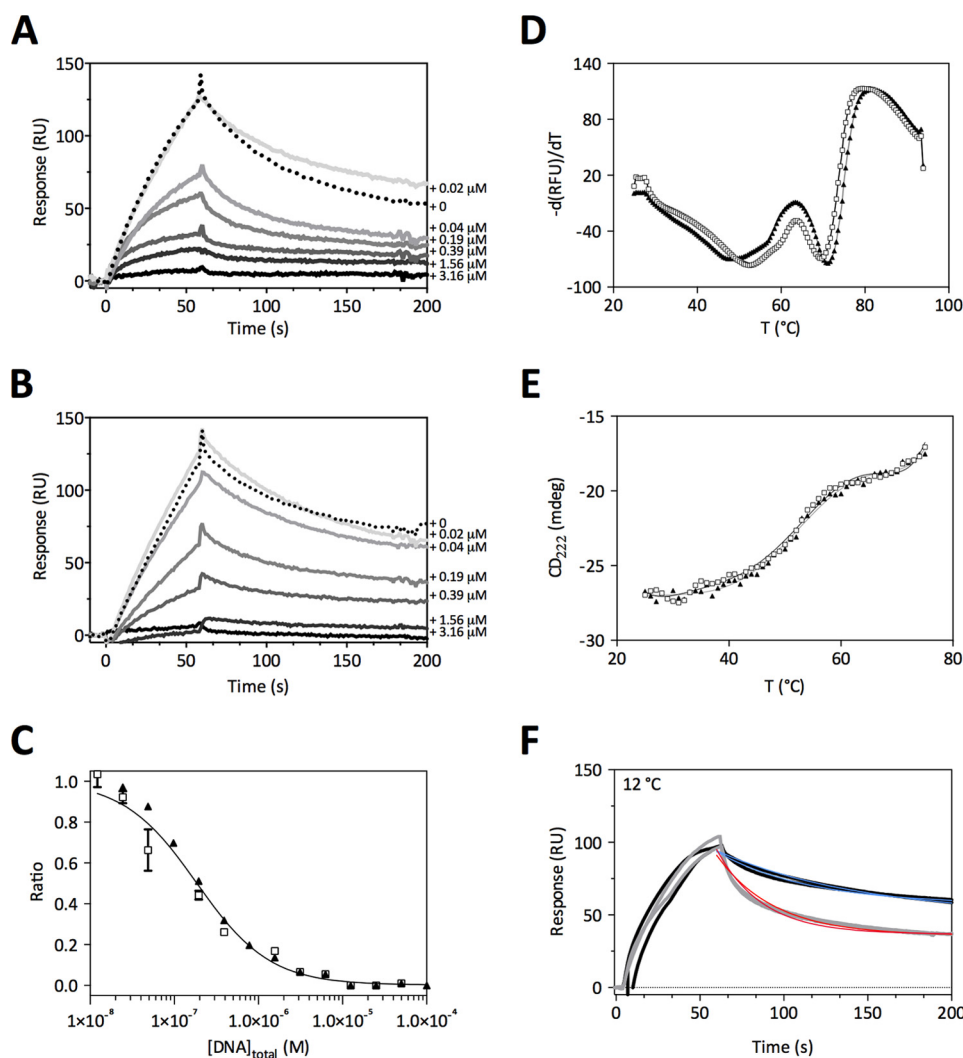 A
150
100
50
0
Response (RU)
0
50
100
150
200
Time (s)
+ 0.02 µM
+ 0
+ 0.04 µM
+ 0.19 µM
+ 0.39 µM
+ 1.56 µM
+ 3.16 µM
D
140
80
20
-40
-100
-d(RFU)/dT
20
40
60
80
100
T (°C)
B
150
100
50
0
Response (RU)
0
50
100
150
200
Time (s)
+ 0
+ 0.02 µM
+ 0.04 µM
+ 0.19 µM
+ 0.39 µM
+ 1.56 µM
+ 3.16 µM
E
-15
-20
-25
-30
CD222 (mdeg)
20
40
60
80
T (°C)
C
1.0
0.8
0.6
0.4
0.2
0.0
Ratio
1×10-8
1×10-7
1.0×10-6
1.0×10-5
1.0×10-4
[DNA]total (M)
F
12 °C
150
100
50
0
Response (RU)
0
50
100
150
200
Time (s)